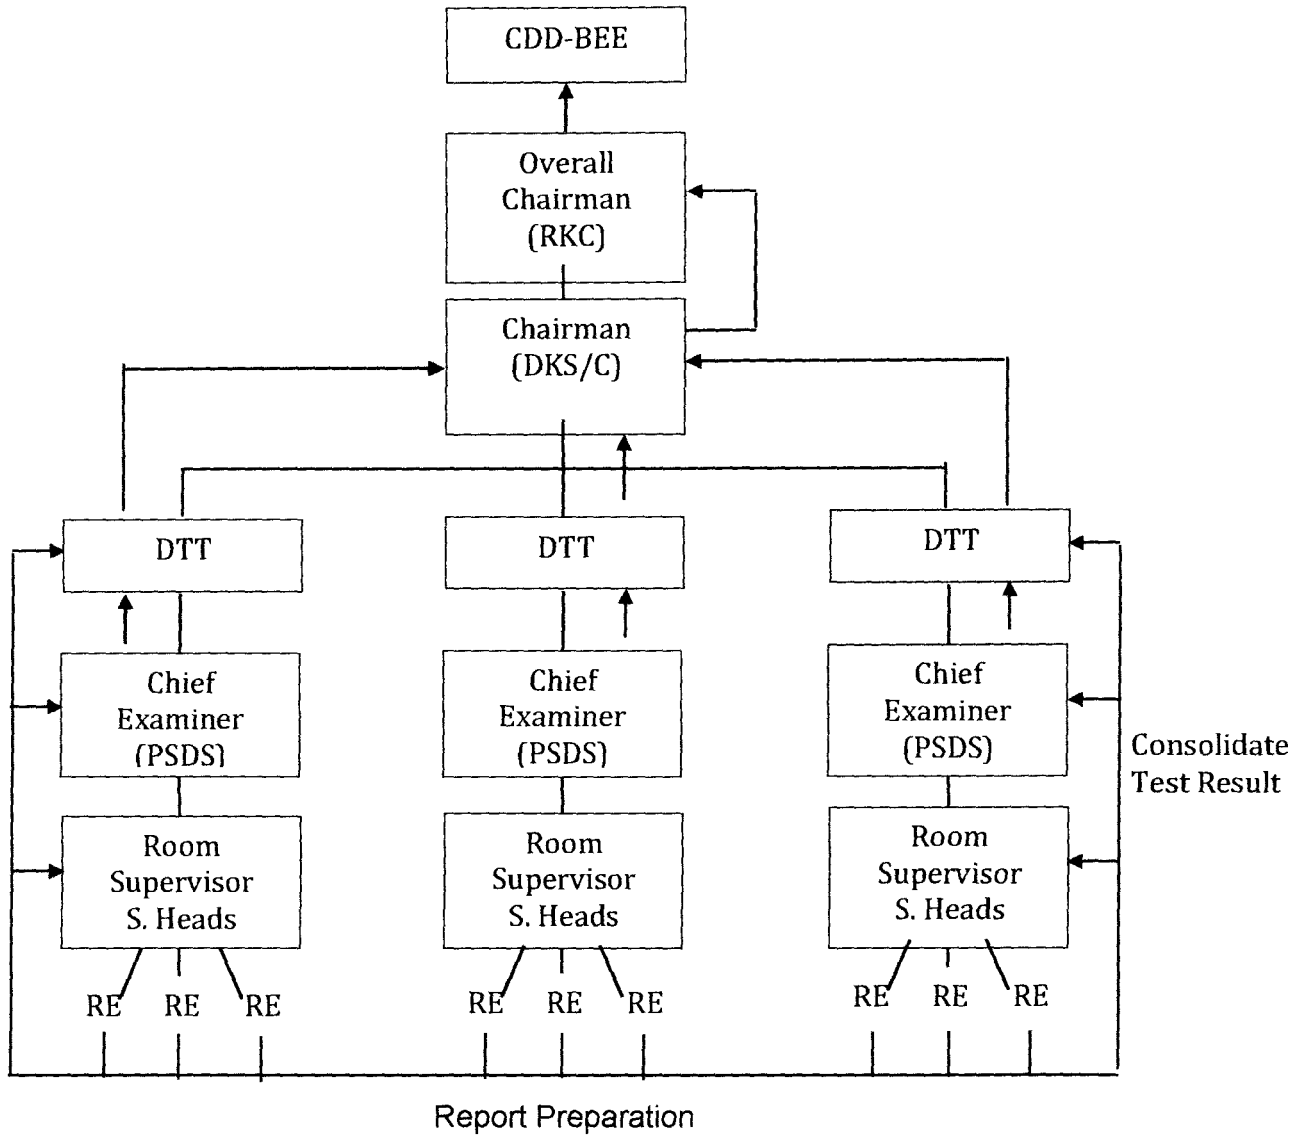 CDD-BEE
Overall
Chairman
(RKC)
Chairman
(DKS/C)
DTT
DTT
DTT
Chief
Examiner
(PSDS)
Chief
Examiner
(PSDS)
Chief
Examiner
(PSDS)
Consolidate
Test Result
Room
Supervisor
S. Heads
Room
Supervisor
S. Heads
Room
Supervisor
S. Heads
RE
RE
RE
RE
RE
RE
RE
RE
RE
Report Preparation